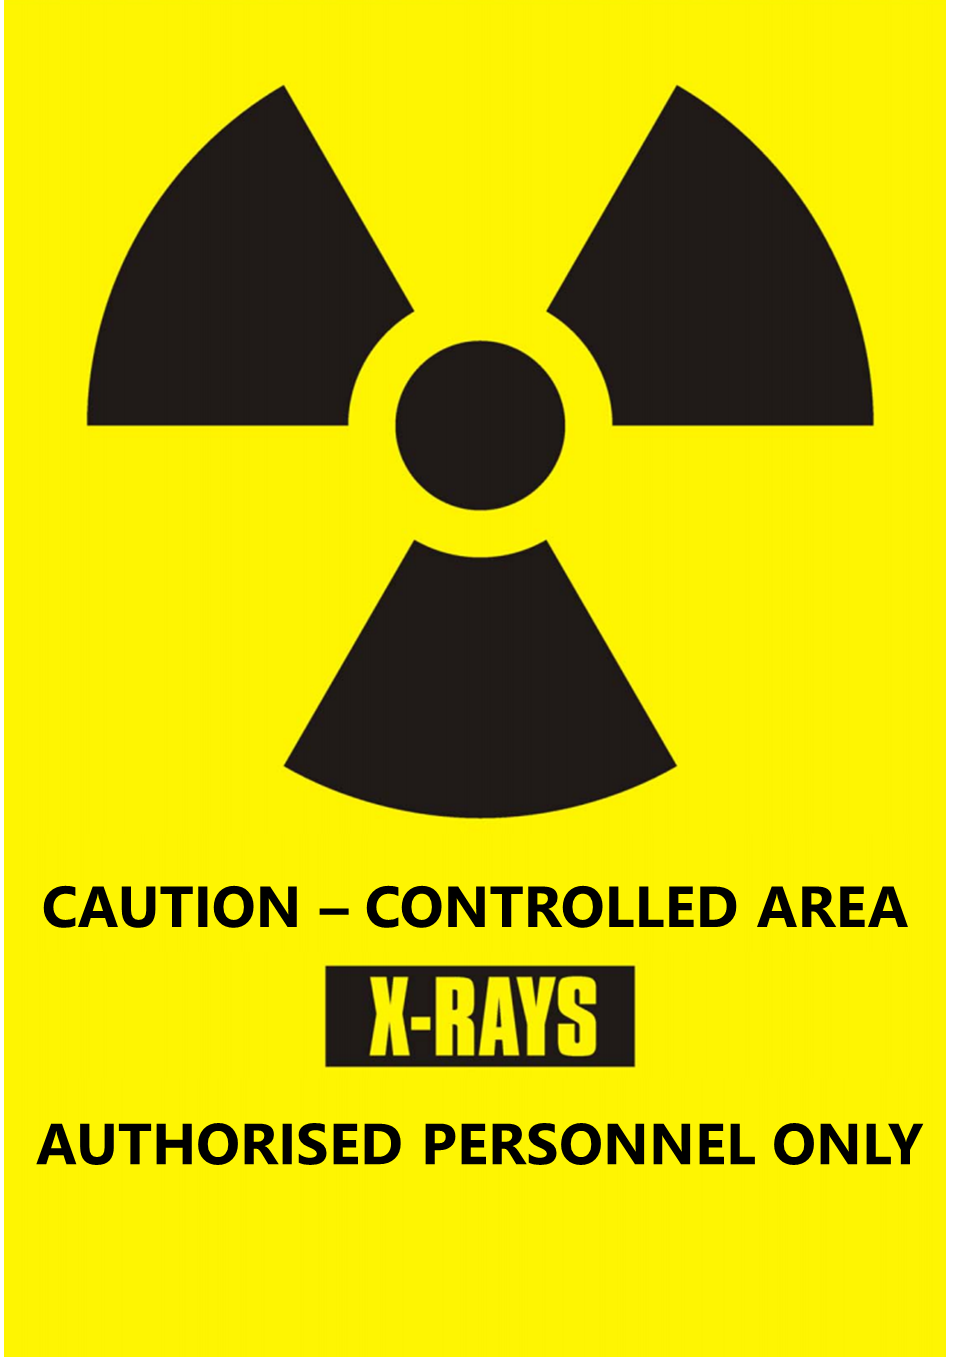 CAUTION – CONTROLLED AREA
X-RAYS
AUTHORISED PERSONNEL ONLY